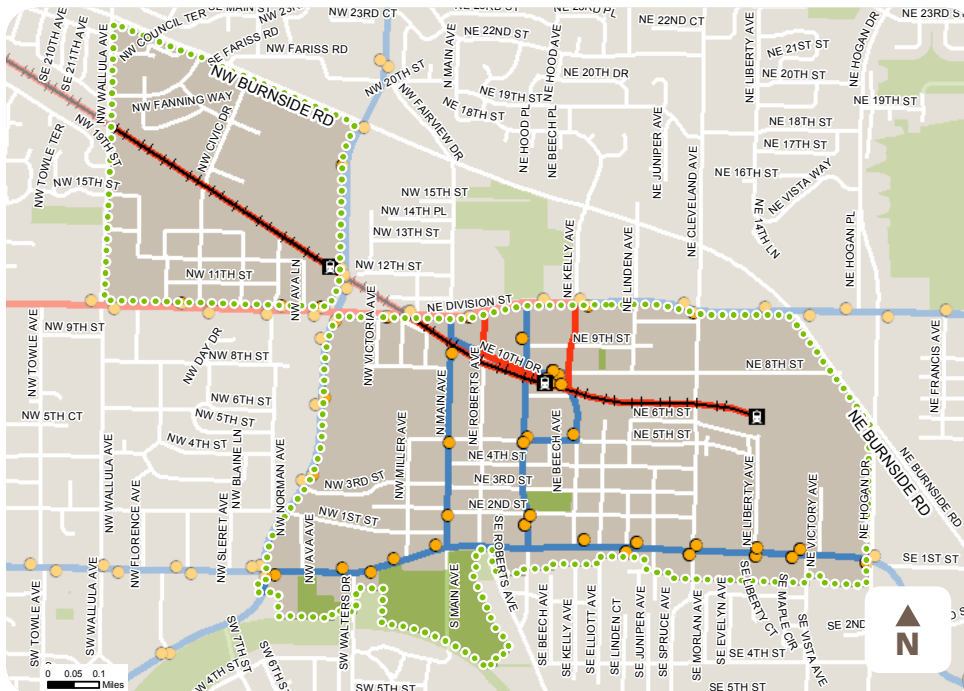 SE MAIN ST
NW 23RD CT
NE 23RD PL
NE 22ND CT
NE 23RD S
NW COUNCIL TER
SE 210TH AVE
SE 211TH AVE
NW WALLULA AVE
SE FARISS RD
NW FARISS RD
N MAIN AVE
NE 22ND ST
NE HOOD AVE
NE LIBERTY AVE
NE 21ST ST
NE HOGAN DR
NE 20TH DR
NE 20TH ST
NW BURNSIDE RD
NW 20TH ST
NW FANNING WAY
NW FAIRVIEW DR
NE 19TH ST
NE 18TH ST
NE 19TH ST
NE 18TH ST
NE 17TH ST
NW TOWLE TER
NW 19TH ST
NW CIVIC DR
NE HOOD PL
NE BEECH PL
NE JUNIPER AVE
NE CLEVELAND AVE
NE 16TH ST
NE VISTA WAY
NW 15TH ST
NW 15TH ST
NW 14TH PL
NW 13TH ST
NE 14TH LN
NE HOGAN PL
NE KELLY AVE
NE LINDEN AVE
NW 12TH ST
NW 11TH ST
NW AVA LN
NE DIVISION ST
NW 9TH ST
NW TOWLE AVE
NW DAY DR
NW VICTORIA AVE
NE 9TH ST
NE 10TH DR
NW 8TH ST
NE 8TH ST
NE FRANCIS AVE
N MAIN AVE
NE ROBERTS AVE
NW 6TH ST
NW 5TH CT
NW 5TH ST
NE 6TH ST
NE 5TH ST
NW 4TH ST
NE 4TH ST
NE BURNSIDE RD
NE BURNSIDE RD
NW WALLULA AVE
NW BLAINE LN
NW NORMAN AVE
NW MILLER AVE
NE BEECH AVE
NW 3RD ST
NE 3RD ST
NE HOGAN DR
NE LIBERTY AVE
NE VICTORY AVE
NW FLORENCE AVE
NW SLERET AVE
NW 1ST ST
NE 2ND ST
NW AVA AVE
SE ROBERTS AVE
SE 1ST ST
SW TOWLE AVE
SW WALLULA AVE
SW WALTERS DR
S MAIN AVE
SE BEECH AVE
SE KELLY AVE
SE ELLIOTT AVE
SE LINDEN CT
SE JUNIPER AVE
SE SPRUCE AVE
SE MORLAN AVE
SE EVELYN AVE
SE LIBERTY CT
SE MAPLE CIR
SE VISTA AVE
SE 2ND
SW 7TH ST
SW 6TH ST
SW 4TH ST
SE 4TH ST
SW 5TH ST
SE 5TH ST
N
0 0.05 0.1
Miles